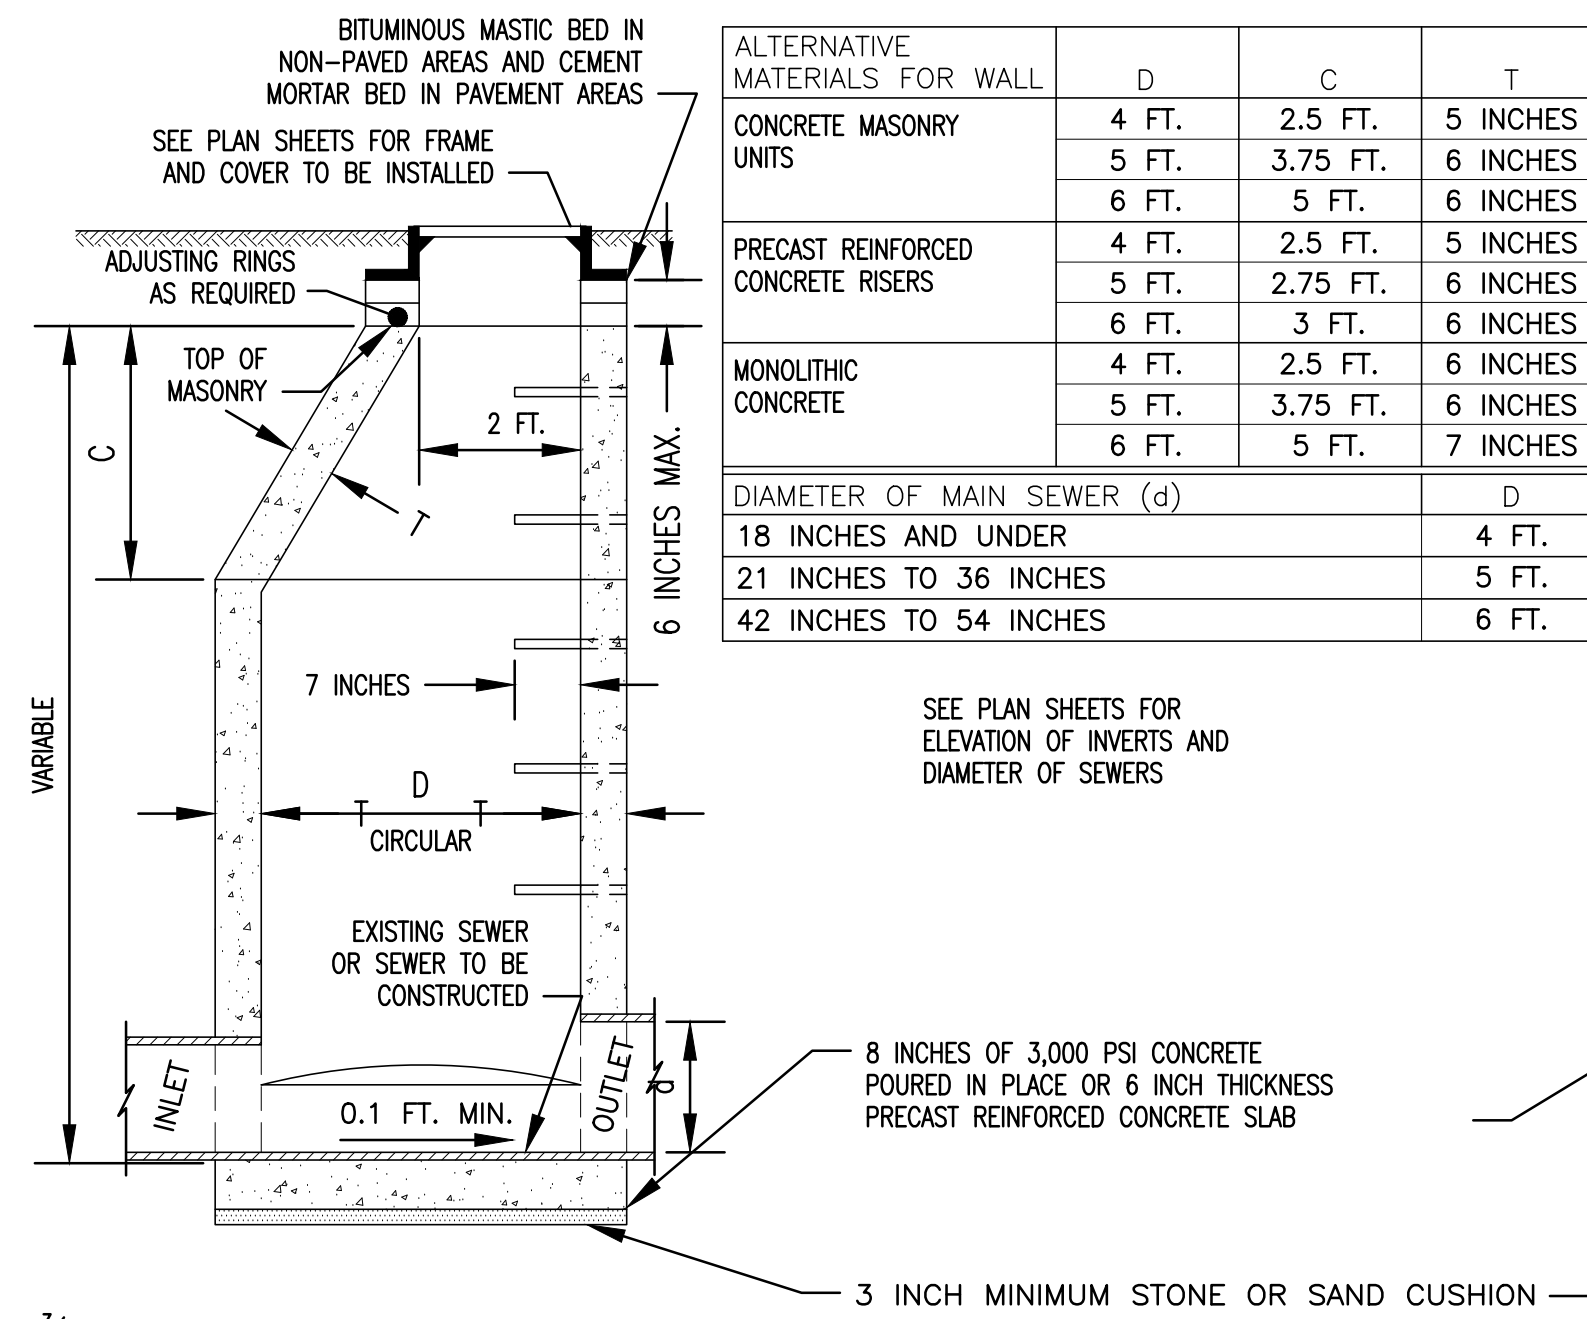 BITUMINOUS MASTIC BED IN
NON-PAVED AREAS AND CEMENT
MORTAR BED IN PAVEMENT AREAS
SEE PLAN SHEETS FOR FRAME
AND COVER TO BE INSTALLED
ADJUSTING RINGS
AS REQUIRED
TOP OF
MASONRY
C
2 FT.
T
6 INCHES MAX.
7 INCHES
VARIABLE
D
T T
CIRCULAR
EXISTING SEWER
OR SEWER TO BE
CONSTRUCTED
INLET
0.1 FT. MIN.
OUTLET
d
ALTERNATIVE
MATERIALS FOR WALL D C T
CONCRETE MASONRY 4 FT. 2.5 FT. 5 INCHES
UNITS 5 FT. 3.75 FT. 6 INCHES
6 FT. 5 FT. 6 INCHES
PRECAST REINFORCED 4 FT. 2.5 FT. 5 INCHES
CONCRETE RISERS 5 FT. 2.75 FT. 6 INCHES
6 FT. 3 FT. 6 INCHES
MONOLITHIC 4 FT. 2.5 FT. 6 INCHES
CONCRETE 5 FT. 3.75 FT. 6 INCHES
6 FT. 5 FT. 7 INCHES
DIAMETER OF MAIN SEWER (d) D
18 INCHES AND UNDER 4 FT.
21 INCHES TO 36 INCHES 5 FT.
42 INCHES TO 54 INCHES 6 FT.
SEE PLAN SHEETS FOR
ELEVATION OF INVERTS AND
DIAMETER OF SEWERS
8 INCHES OF 3,000 PSI CONCRETE
POURED IN PLACE OR 6 INCH THICKNESS
PRECAST REINFORCED CONCRETE SLAB
3 INCH MINIMUM STONE OR SAND CUSHION